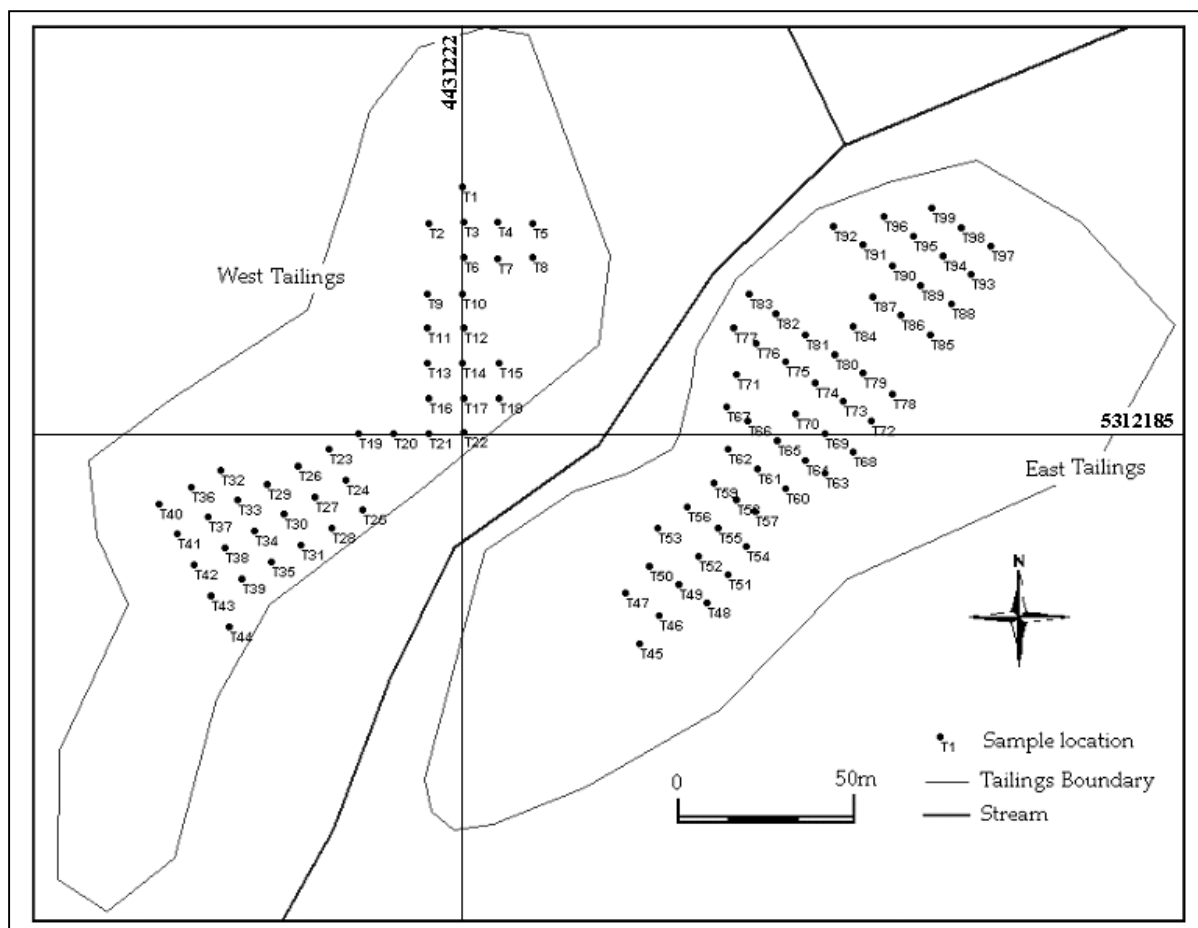 4431222
T1
T2 T3 T4 T5
T6 T7 T8
West Tailings
T9 T10
T11 T12
T13 T14 T15
T16 T17 T18
T19 T20 T21 T22
T23
T26 T24
T32 T29 T27 T25
T36 T33 T30 T28
T40 T37 T34 T31
T41 T38 T35
T42 T39
T43
T44
T99
T96 T98
T92 T95 T97
T91 T94
T90 T93
T89
T83 T87 T88
T82 T86
T77 T81 T84 T85
T76 T80
T75 T79
T71 T74 T78
T73
T67 T70 T72
T66 T69
5312185
T65 T68
T62 T64
T61 T63
East Tailings
T59 T60
T58
T56 T57
T53 T55
T54
T50 T52
T49 T51
T47 T48
T46
T45
N
T1 Sample location
0 50m
Tailings Boundary
Stream